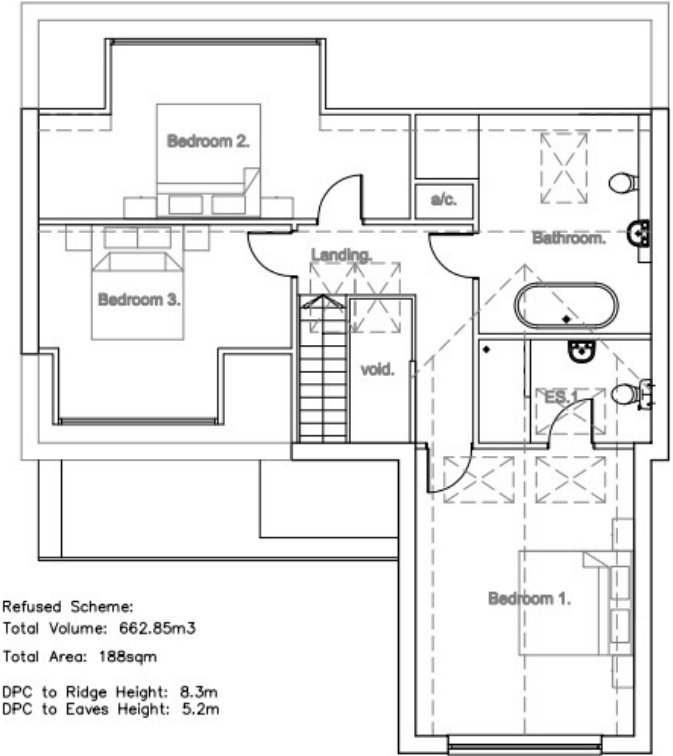 Bedroom 2.
a/c.
Bathroom.
Landing.
Bedroom 3.
void.
ES.1
Bedroom 1.
Refused Scheme:
Total Volume: 662.85m3
Total Area: 188sqm
DPC to Ridge Height: 8.3m
DPC to Eaves Height: 5.2m